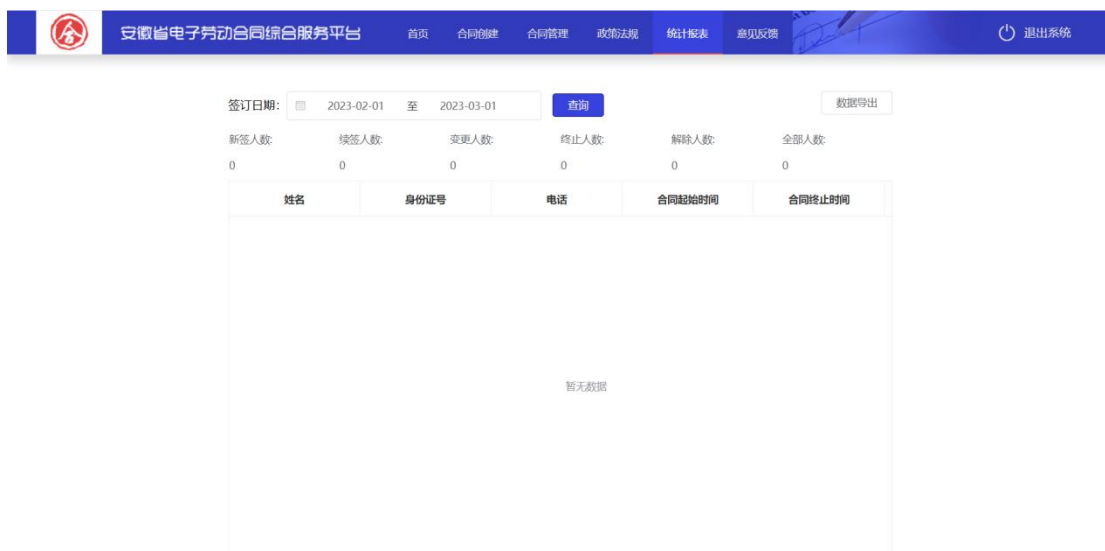 安徽省电子劳动合同综合服务平台 首页 合同创建 合同管理 政策法规 统计报表 意见反馈 退出系统
签订日期： 2023-02-01 至 2023-03-01 查询 数据导出
新签人数: 续签人数: 变更人数: 终止人数: 解除人数: 全部人数:
0 0 0 0 0 0
姓名 身份证号 电话 合同起始时间 合同终止时间
暂无数据